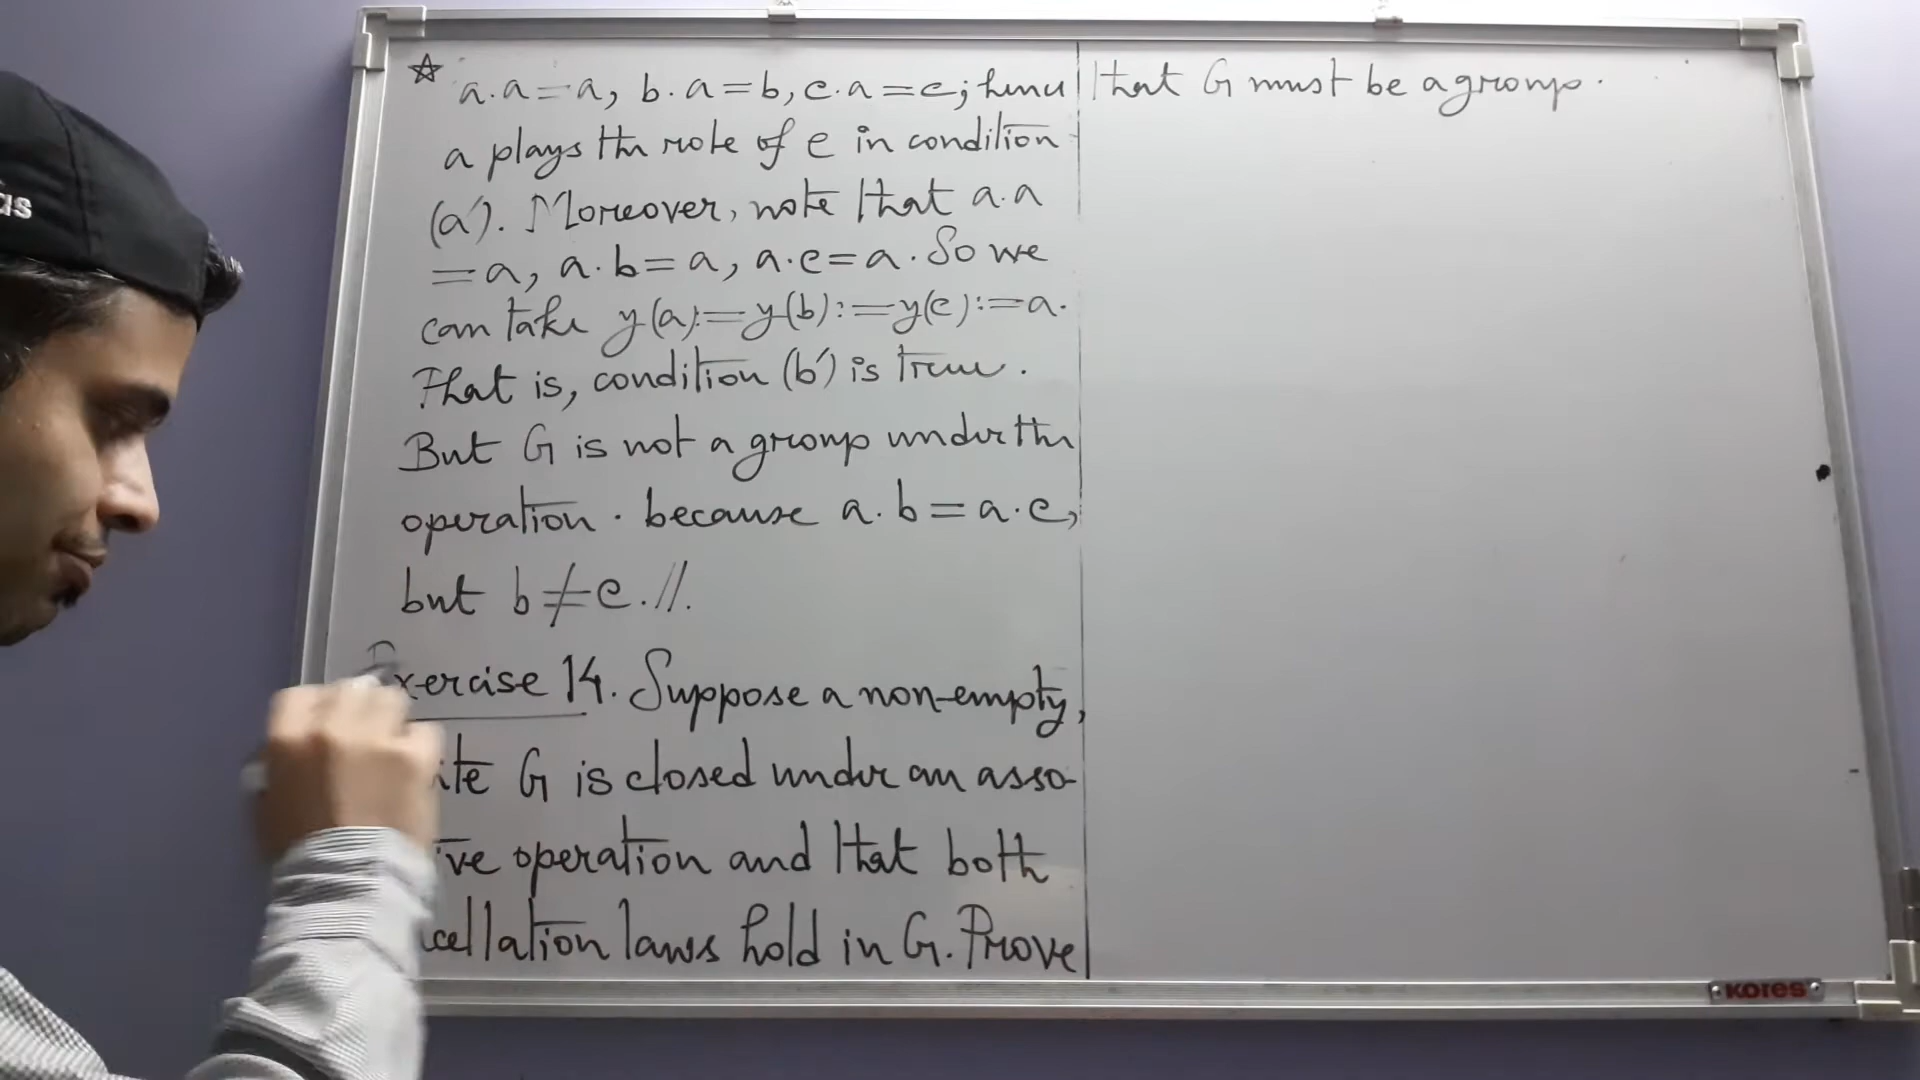 ☆ a.a=a, b.a=b, c.a=c; hence
a plays the role of e in condition
(a'). Moreover, note that a.a
=a, a.b=a, a.c=a. So we
can take y(a):=y(b):=y(c):=a.
That is, condition (b') is true.
But G is not a group under the
operation . because a.b=a.c,
but b≠c.//.
Exercise 14. Suppose a non-empty,
ite G is closed under an asso-
ive operation and that both
cellation laws hold in G. Prove
that G must be a group.
as
KORES